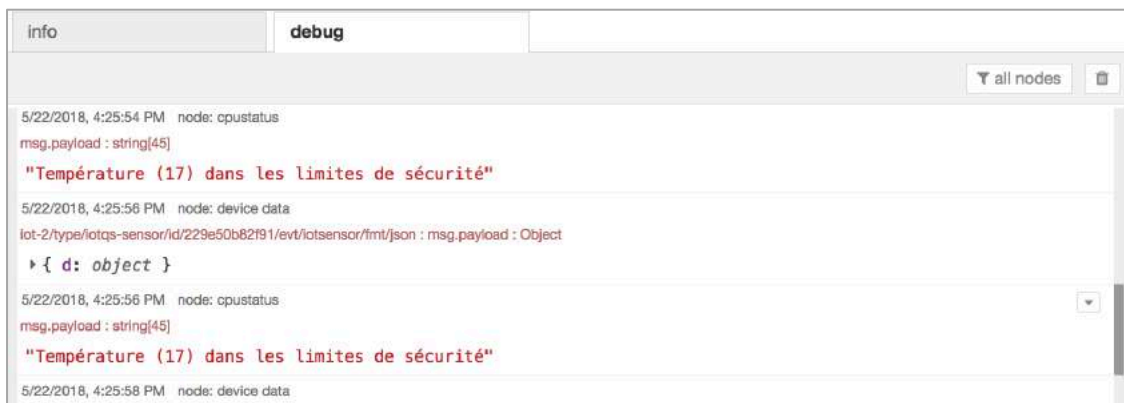 info debug
all nodes
5/22/2018, 4:25:54 PM node: cpustatus
msg.payload : string[45]
"Température (17) dans les limites de sécurité"
5/22/2018, 4:25:56 PM node: device data
iot-2/type/iotqs-sensor/id/229e50b82f91/evt/iotsensor/fmt/json : msg.payload : Object
{ d: object }
5/22/2018, 4:25:56 PM node: cpustatus
msg.payload : string[45]
"Température (17) dans les limites de sécurité"
5/22/2018, 4:25:58 PM node: device data